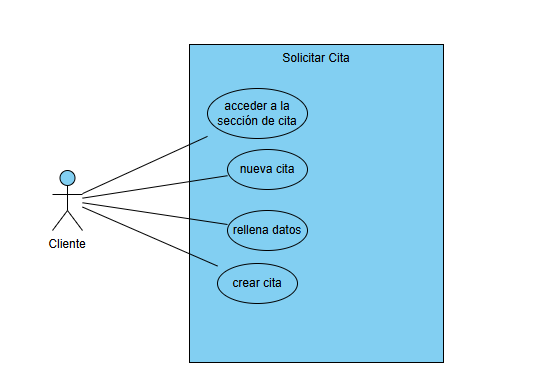 Solicitar Cita
acceder a la
sección de cita
nueva cita
rellena datos
crear cita
Cliente